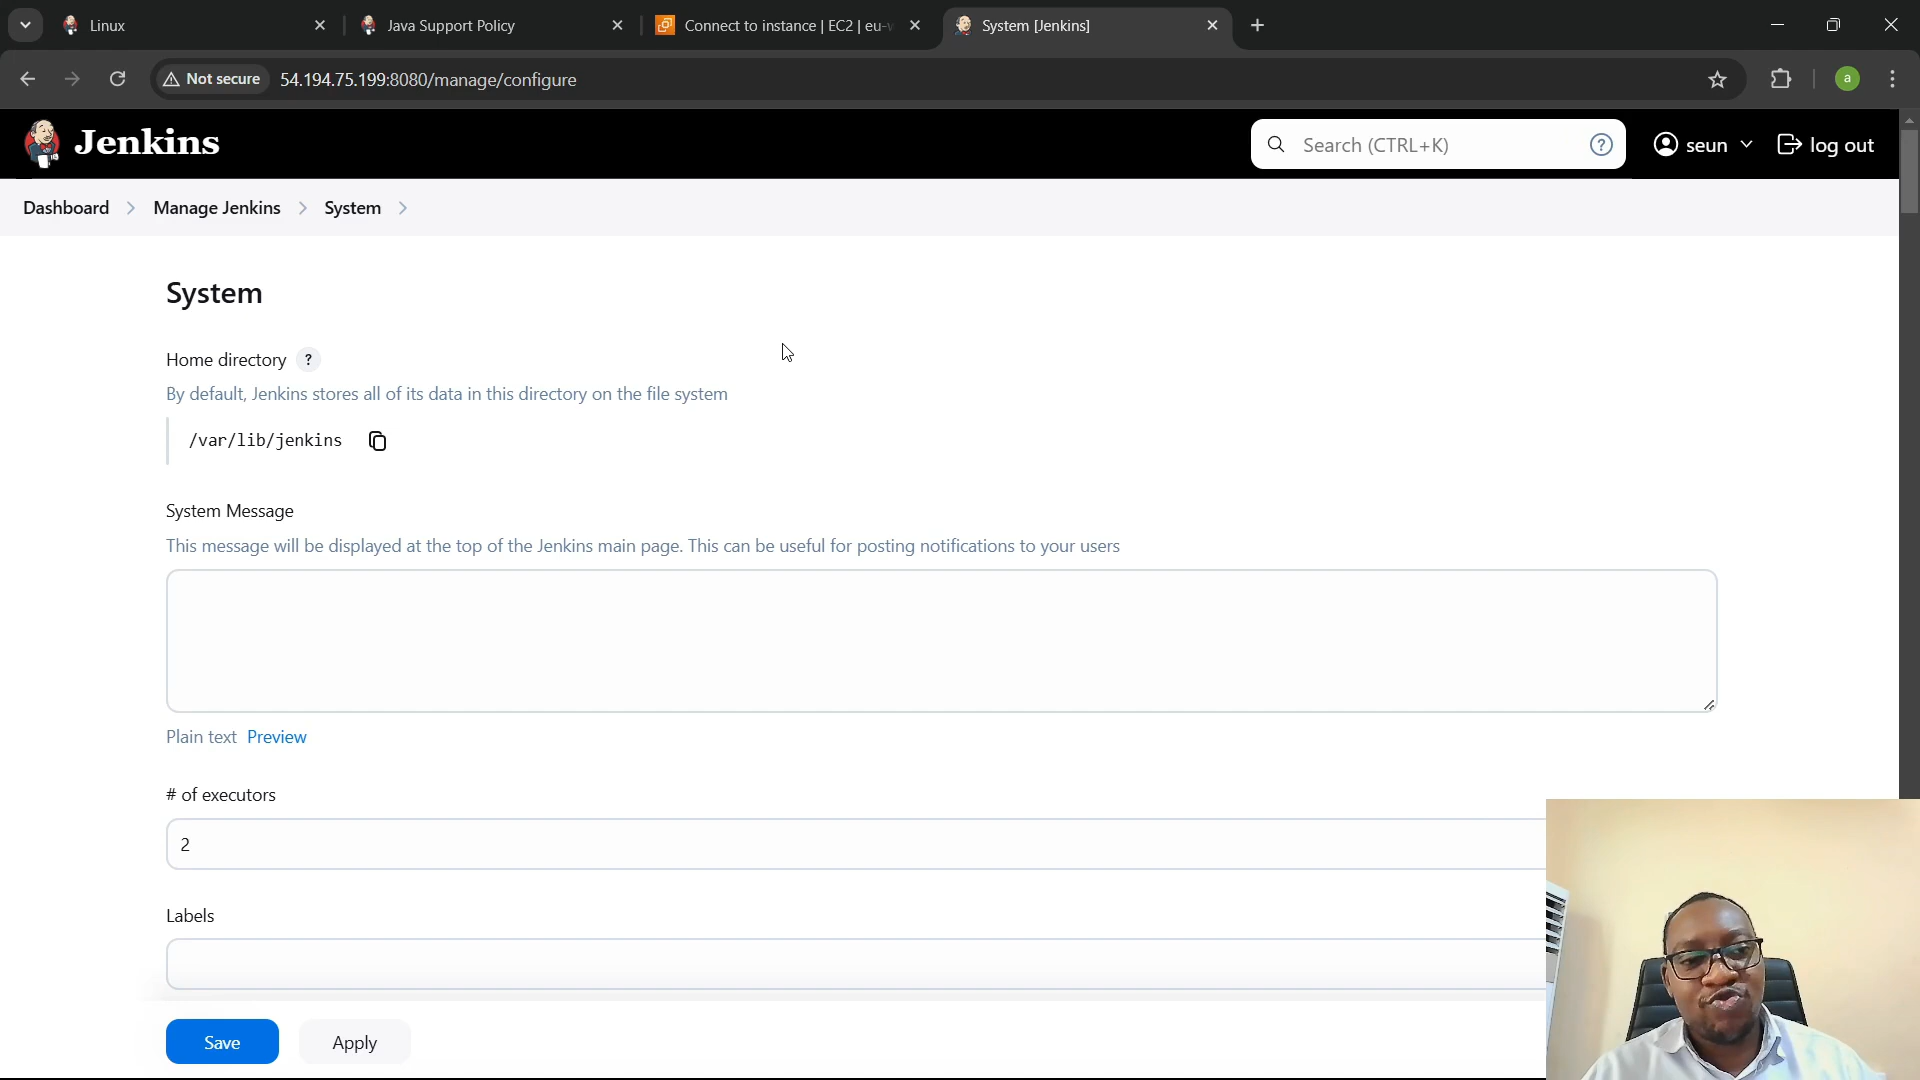 Linux
Java Support Policy
Connect to instance | EC2 | eu-w
System [Jenkins]
Not secure
54.194.75.199:8080/manage/configure
a
Jenkins
Search (CTRL+K)
?
seun
log out
Dashboard
Manage Jenkins
System
System
Home directory
?
By default, Jenkins stores all of its data in this directory on the file system
/var/lib/jenkins
System Message
This message will be displayed at the top of the Jenkins main page. This can be useful for posting notifications to your users
Plain text Preview
# of executors
2
Labels
Save
Apply